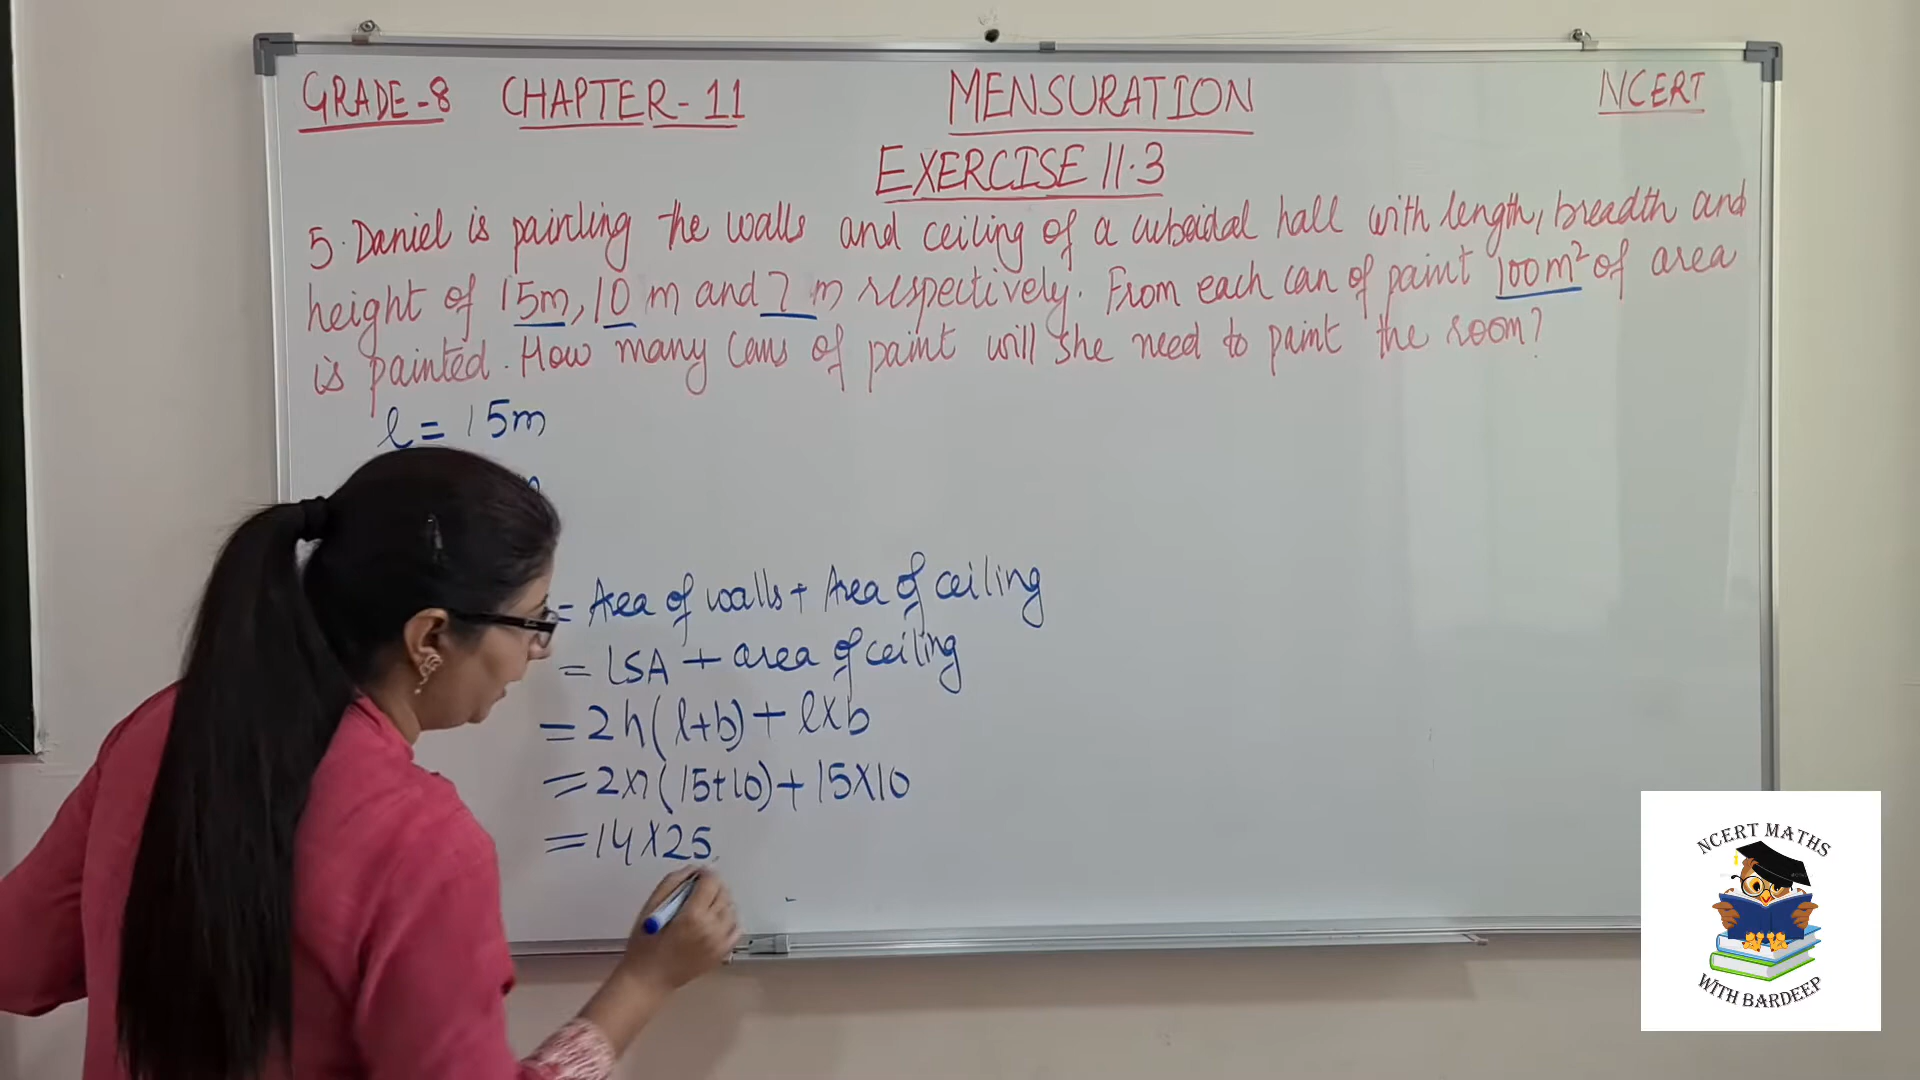 GRADE-8 CHAPTER-11 MENSURATION NCERT
EXERCISE 11.3
5. Daniel is painting the walls and ceiling of a cuboidal hall with length, breadth and
height of 15m, 10 m and 7 m respectively. From each can of paint 100m² of area
is painted. How many cans of paint will she need to paint the room?
l = 15m
= Area of walls + Area of ceiling
= LSA + area of ceiling
= 2h(l+b) + l×b
= 2×7(15+10) + 15×10
= 14×25
NCERT MATHS
WITH BARDEEP